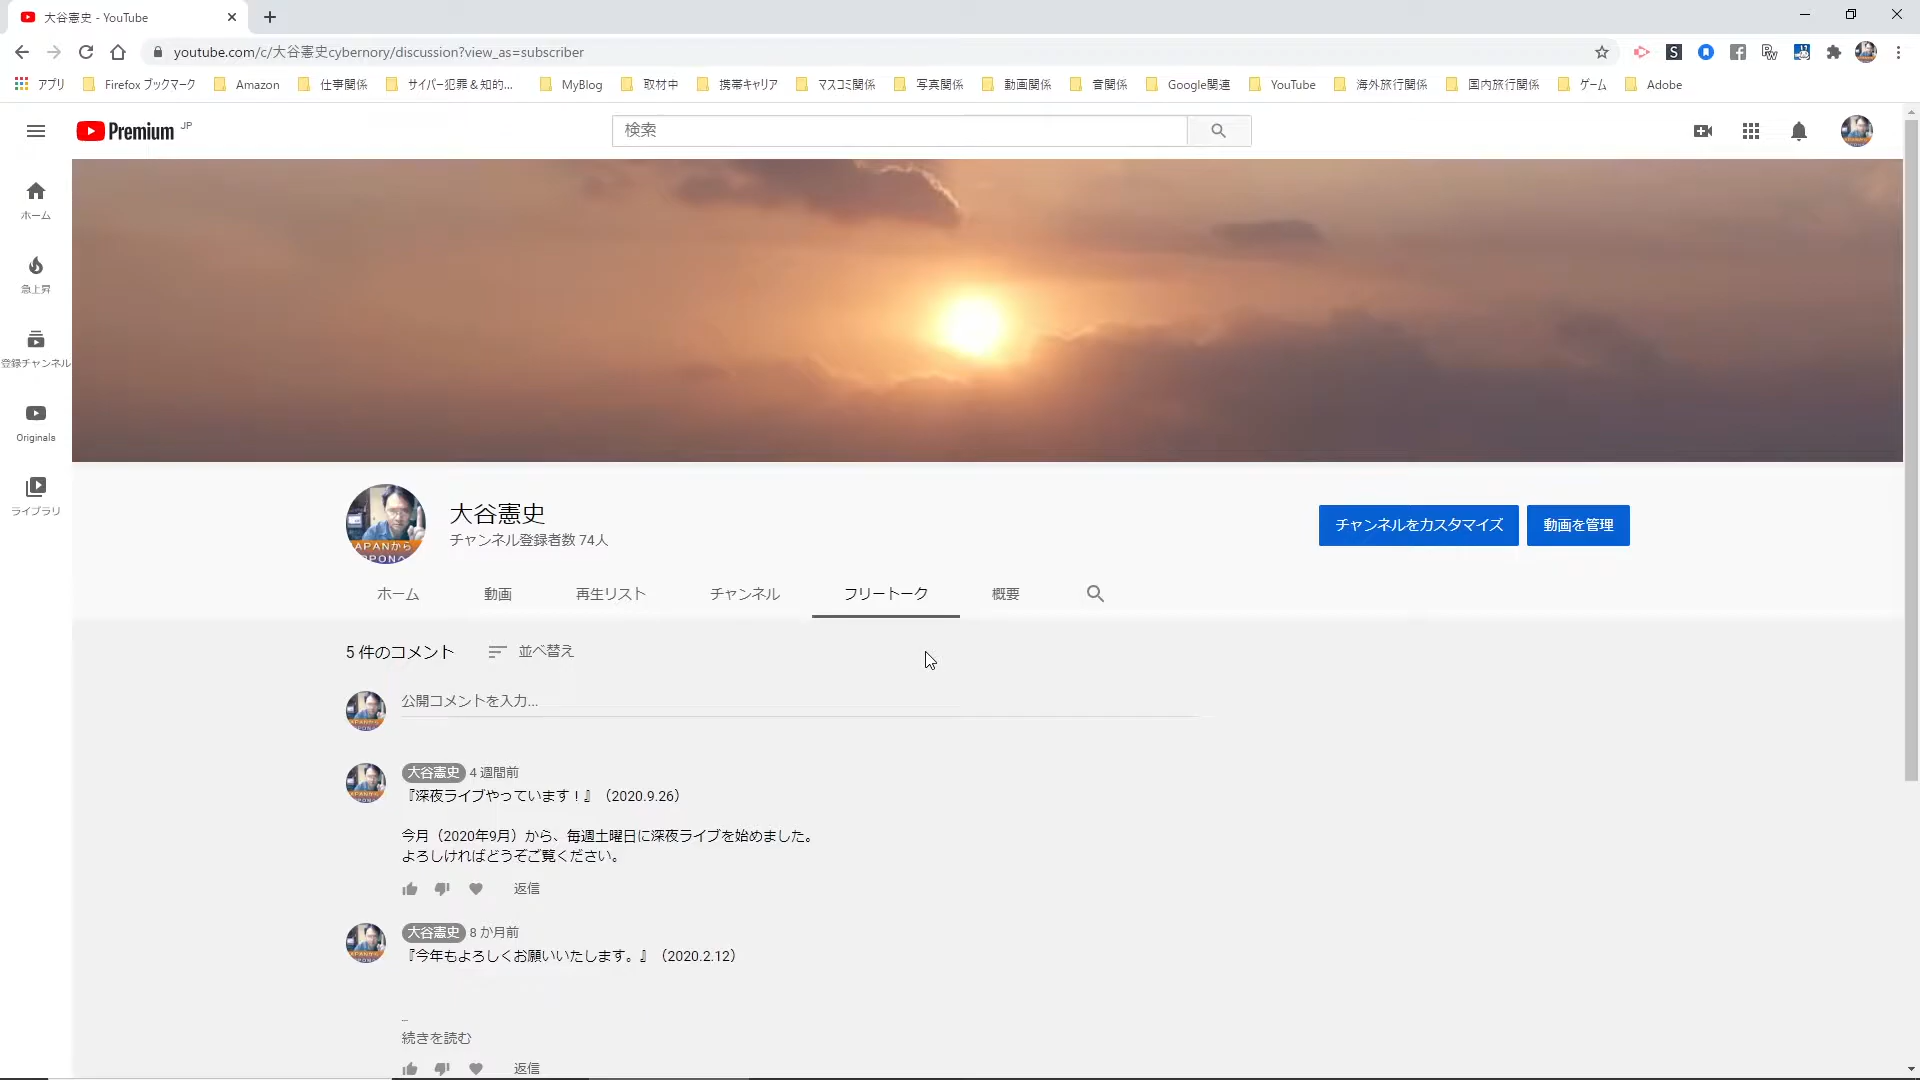 大谷憲史 - YouTube
youtube.com/c/大谷憲史cybernory/discussion?view_as=subscriber
アプリ Firefox ブックマーク Amazon 仕事関係 サイバー犯罪＆知的... MyBlog 取材中 携帯キャリア マスコミ関係 写真関係 動画関係 音関係 Google関連 YouTube 海外旅行関係 国内旅行関係 ゲーム Adobe
Premium JP
検索
ホーム
急上昇
登録チャンネル
Originals
ライブラリ
大谷憲史
チャンネル登録者数 74人
チャンネルをカスタマイズ
動画を管理
ホーム 動画 再生リスト チャンネル フリートーク 概要
5 件のコメント 並べ替え
公開コメントを入力...
大谷憲史 4 週間前
『深夜ライブやっています！』（2020.9.26）
今月（2020年9月）から、毎週土曜日に深夜ライブを始めました。
よろしければどうぞご覧ください。
返信
大谷憲史 8 か月前
『今年もよろしくお願いいたします。』（2020.2.12）
...
続きを読む
返信